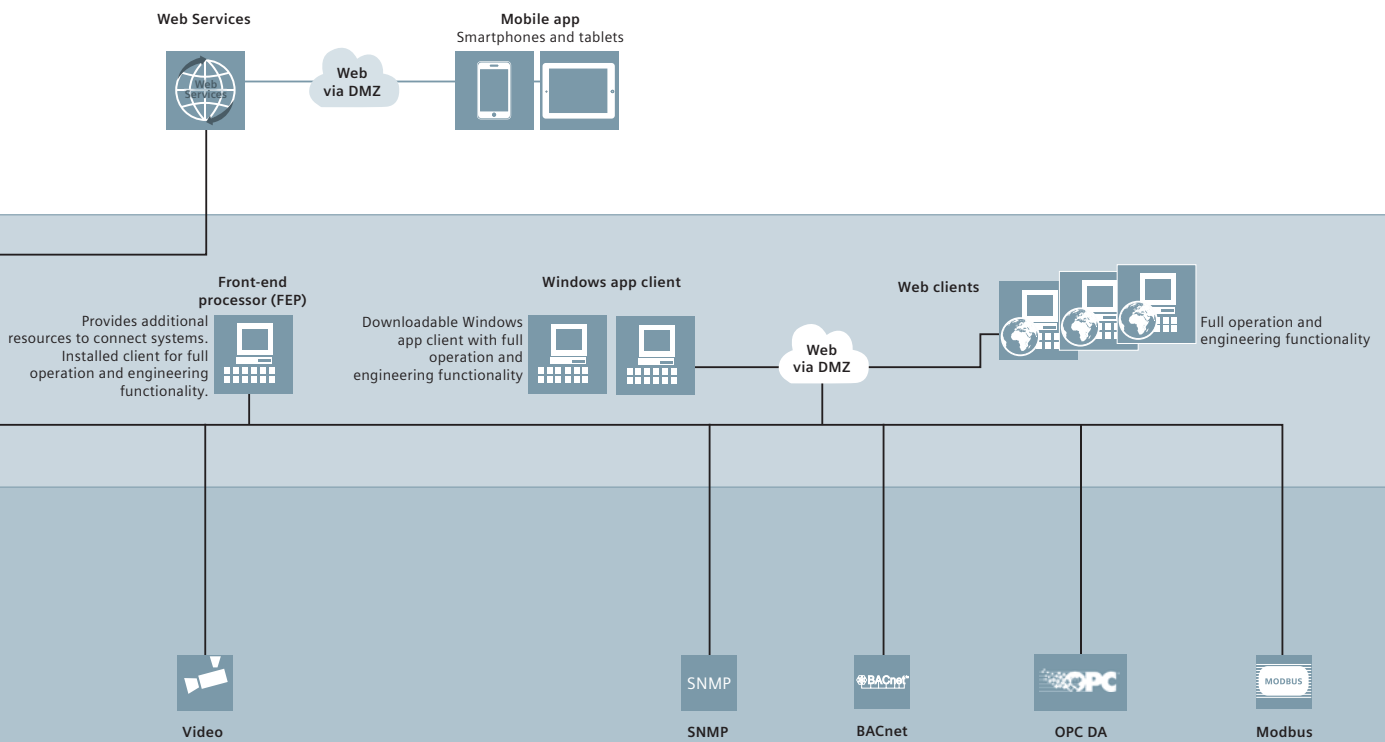 Web Services
Mobile app
Smartphones and tablets
Web
Services
Web
via DMZ
Front-end
processor (FEP)
Provides additional
resources to connect systems.
Installed client for full
operation and engineering
functionality.
Windows app client
Downloadable Windows
app client with full
operation and
engineering functionality
Web
via DMZ
Web clients
Full operation and
engineering functionality
SNMP
BACnet™
OPC
MODBUS
Video
SNMP
BACnet
OPC DA
Modbus